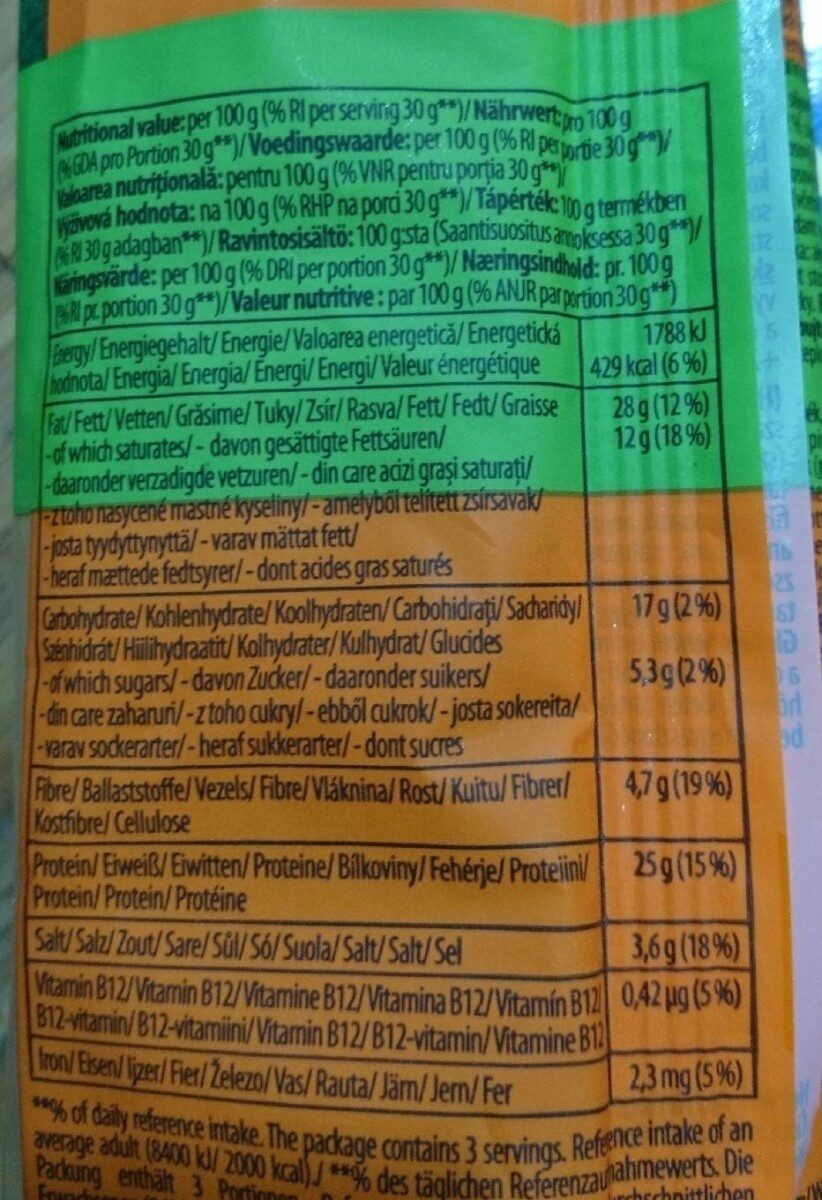 Nutritional value: per 100 g (% RI per serving 30 g**)/ Nährwert: pro 100 g
(% GDA pro Portion 30 g**)/ Voedingswaarde: per 100 g (% RI per portie 30 g**)/
Valoarea nutrițională: pentru 100 g (% VNR pentru porția 30 g**)/
Výživová hodnota: na 100 g (% RHP na porci 30 g**)/ Tápérték: 100 g termékben
(% RI 30 g adagban**)/ Ravintosisältö: 100 g:sta (Saantisuositus annoksessa 30 g**)/
Näringsvärde: per 100 g (% DRI per portion 30 g**)/ Næringsindhold: pr. 100 g
(% RI pr. portion 30 g**)/ Valeur nutritive : par 100 g (% ANJR par portion 30 g**)
Energy/ Energiegehalt/ Energie/ Valoarea energetică/ Energetická 1788 kJ
hodnota/ Energia/ Energia/ Energi/ Energi/ Valeur énergétique 429 kcal (6 %)
Fat/ Fett/ Vetten/ Grăsime/ Tuky/ Zsír/ Rasva/ Fett/ Fedt/ Graisse 28 g (12 %)
- of which saturates/ - davon gesättigte Fettsäuren/ 12 g (18 %)
- daaronder verzadigde vetzuren/ - din care acizi grași saturați/
- z toho nasycené mastné kyseliny/ - amelyből telített zsírsavak/
- josta tyydyttynyttä/ - varav mättat fett/
- heraf mættede fedtsyrer/ - dont acides gras saturés
Carbohydrate/ Kohlenhydrate/ Koolhydraten/ Carbohidrați/ Sacharidy/ 17 g (2 %)
Szénhidrát/ Hiilihydraatit/ Kolhydrater/ Kulhydrat/ Glucides
- of which sugars/ - davon Zucker/ - daaronder suikers/ 5,3 g (2 %)
- din care zaharuri/ - z toho cukry/ - ebből cukrok/ - josta sokereita/
- varav sockerarter/ - heraf sukkerarter/ - dont sucres
Fibre/ Ballaststoffe/ Vezels/ Fibre/ Vláknina/ Rost/ Kuitu/ Fibrer/ 4,7 g (19 %)
Kostfibre/ Cellulose
Protein/ Eiweiß/ Eiwitten/ Proteine/ Bílkoviny/ Fehérje/ Proteiini/ 25 g (15 %)
Protein/ Protein/ Protéine
Salt/ Salz/ Zout/ Sare/ Sůl/ Só/ Suola/ Salt/ Salt/ Sel 3,6 g (18 %)
Vitamin B12/ Vitamin B12/ Vitamine B12/ Vitamina B12/ Vitamín B12/ 0,42 µg (5 %)
B12-vitamin/ B12-vitamiini/ Vitamin B12/ B12-vitamin/ Vitamine B12
Iron/ Eisen/ Ijzer/ Fier/ Železo/ Vas/ Rauta/ Järn/ Jern/ Fer 2,3 mg (5 %)
**% of daily reference intake. The package contains 3 servings. Reference intake of an
average adult (8400 kJ/ 2000 kcal)./ **% des täglichen Referenzaufnahmewerts. Die
Packung enthält 3 Portionen.